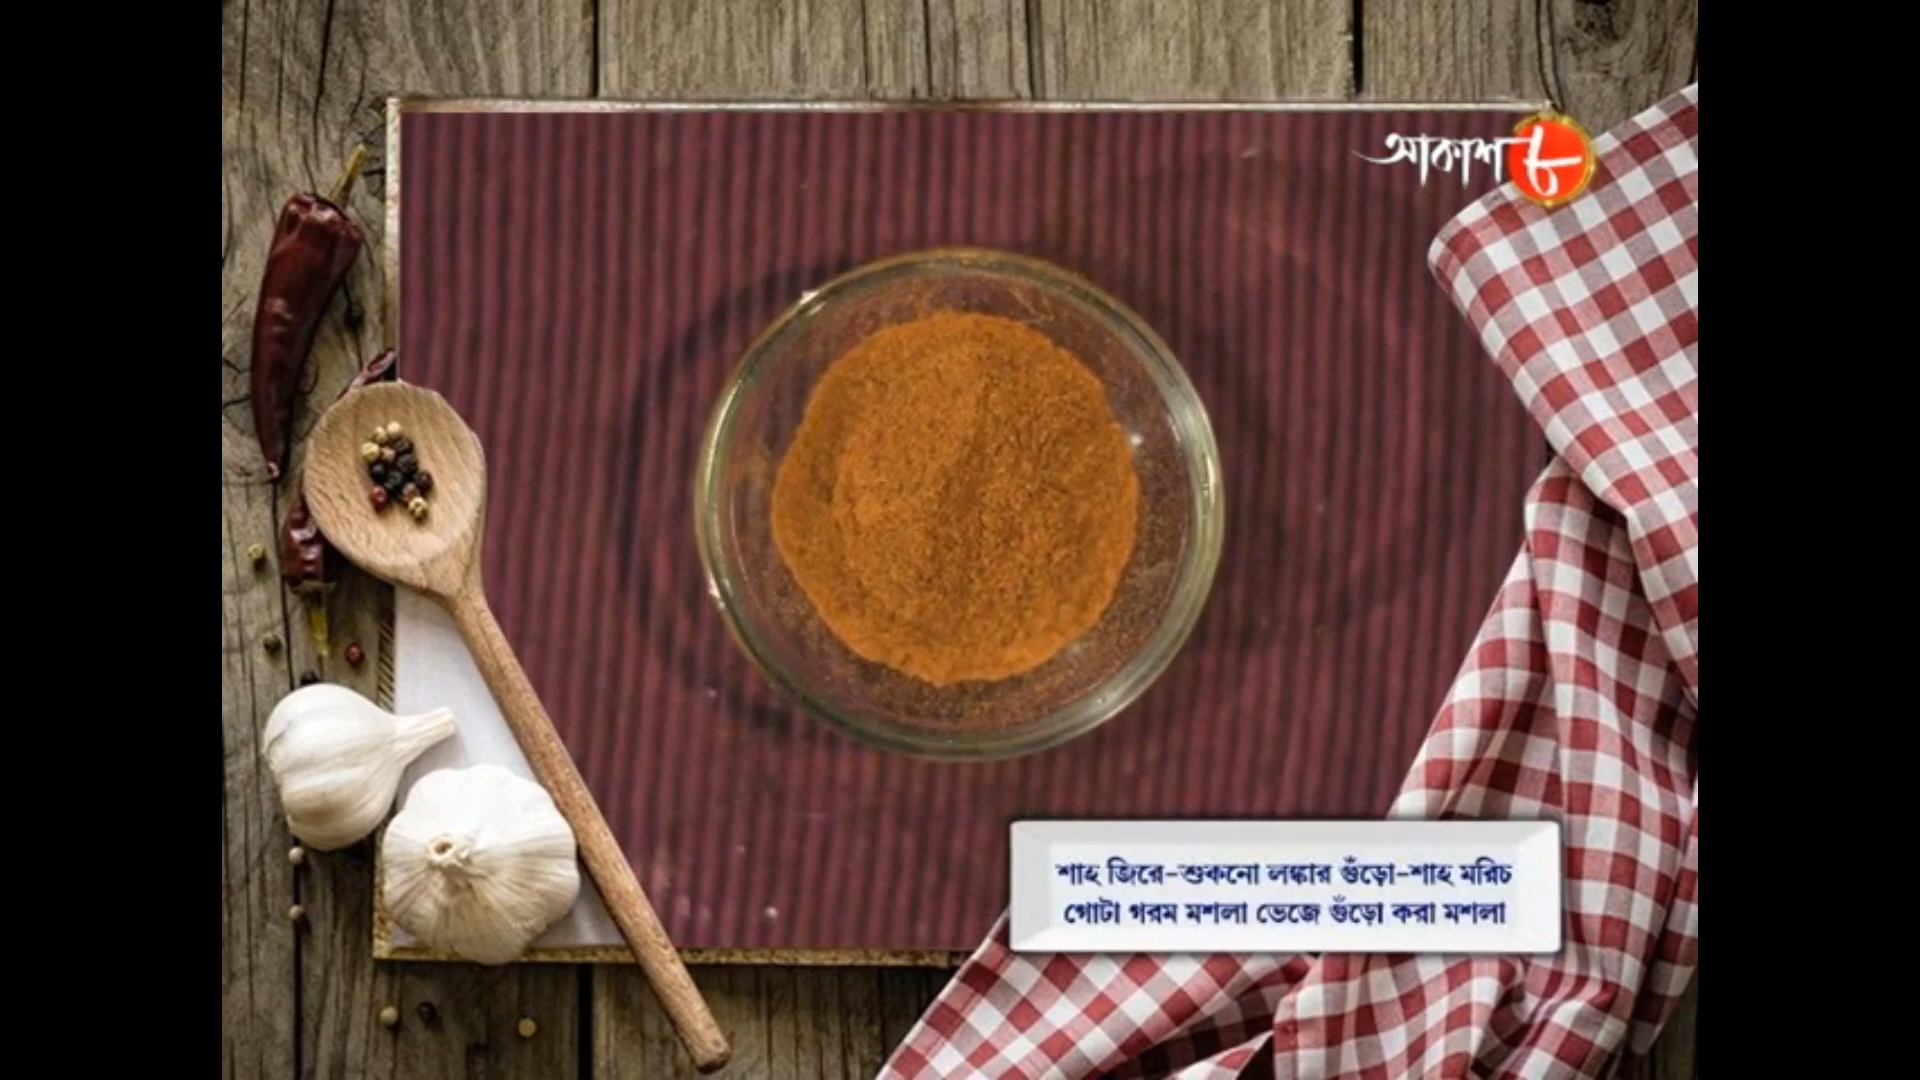 আকাশ ৮
শাহ জিরে-শুকনো লঙ্কার গুঁড়ো-শাহ মরিচ
গোটা গরম মশলা ভেজে গুঁড়ো করা মশলা